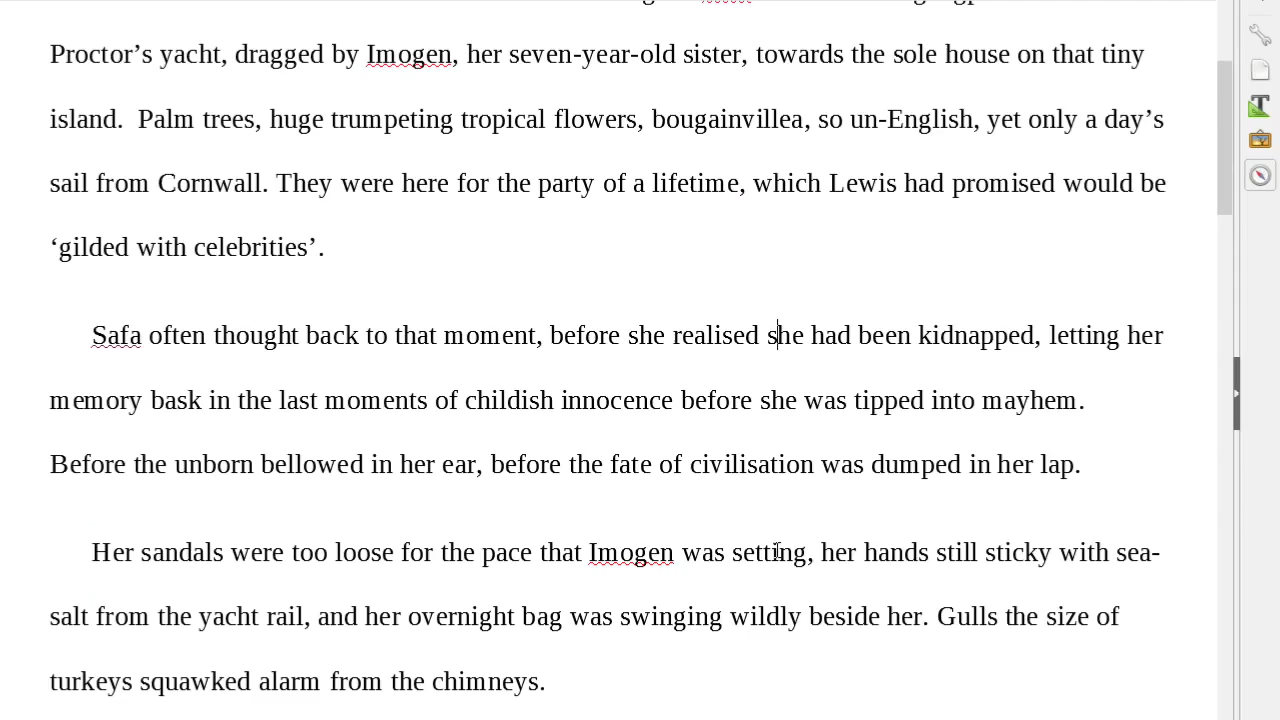 Proctor’s yacht, dragged by Imogen, her seven-year-old sister, towards the sole house on that tiny
island.  Palm trees, huge trumpeting tropical flowers, bougainvillea, so un-English, yet only a day’s
sail from Cornwall. They were here for the party of a lifetime, which Lewis had promised would be
‘gilded with celebrities’.
Safa often thought back to that moment, before she realised she had been kidnapped, letting her
memory bask in the last moments of childish innocence before she was tipped into mayhem.
Before the unborn bellowed in her ear, before the fate of civilisation was dumped in her lap.
Her sandals were too loose for the pace that Imogen was setting, her hands still sticky with sea-
salt from the yacht rail, and her overnight bag was swinging wildly beside her. Gulls the size of
turkeys squawked alarm from the chimneys.